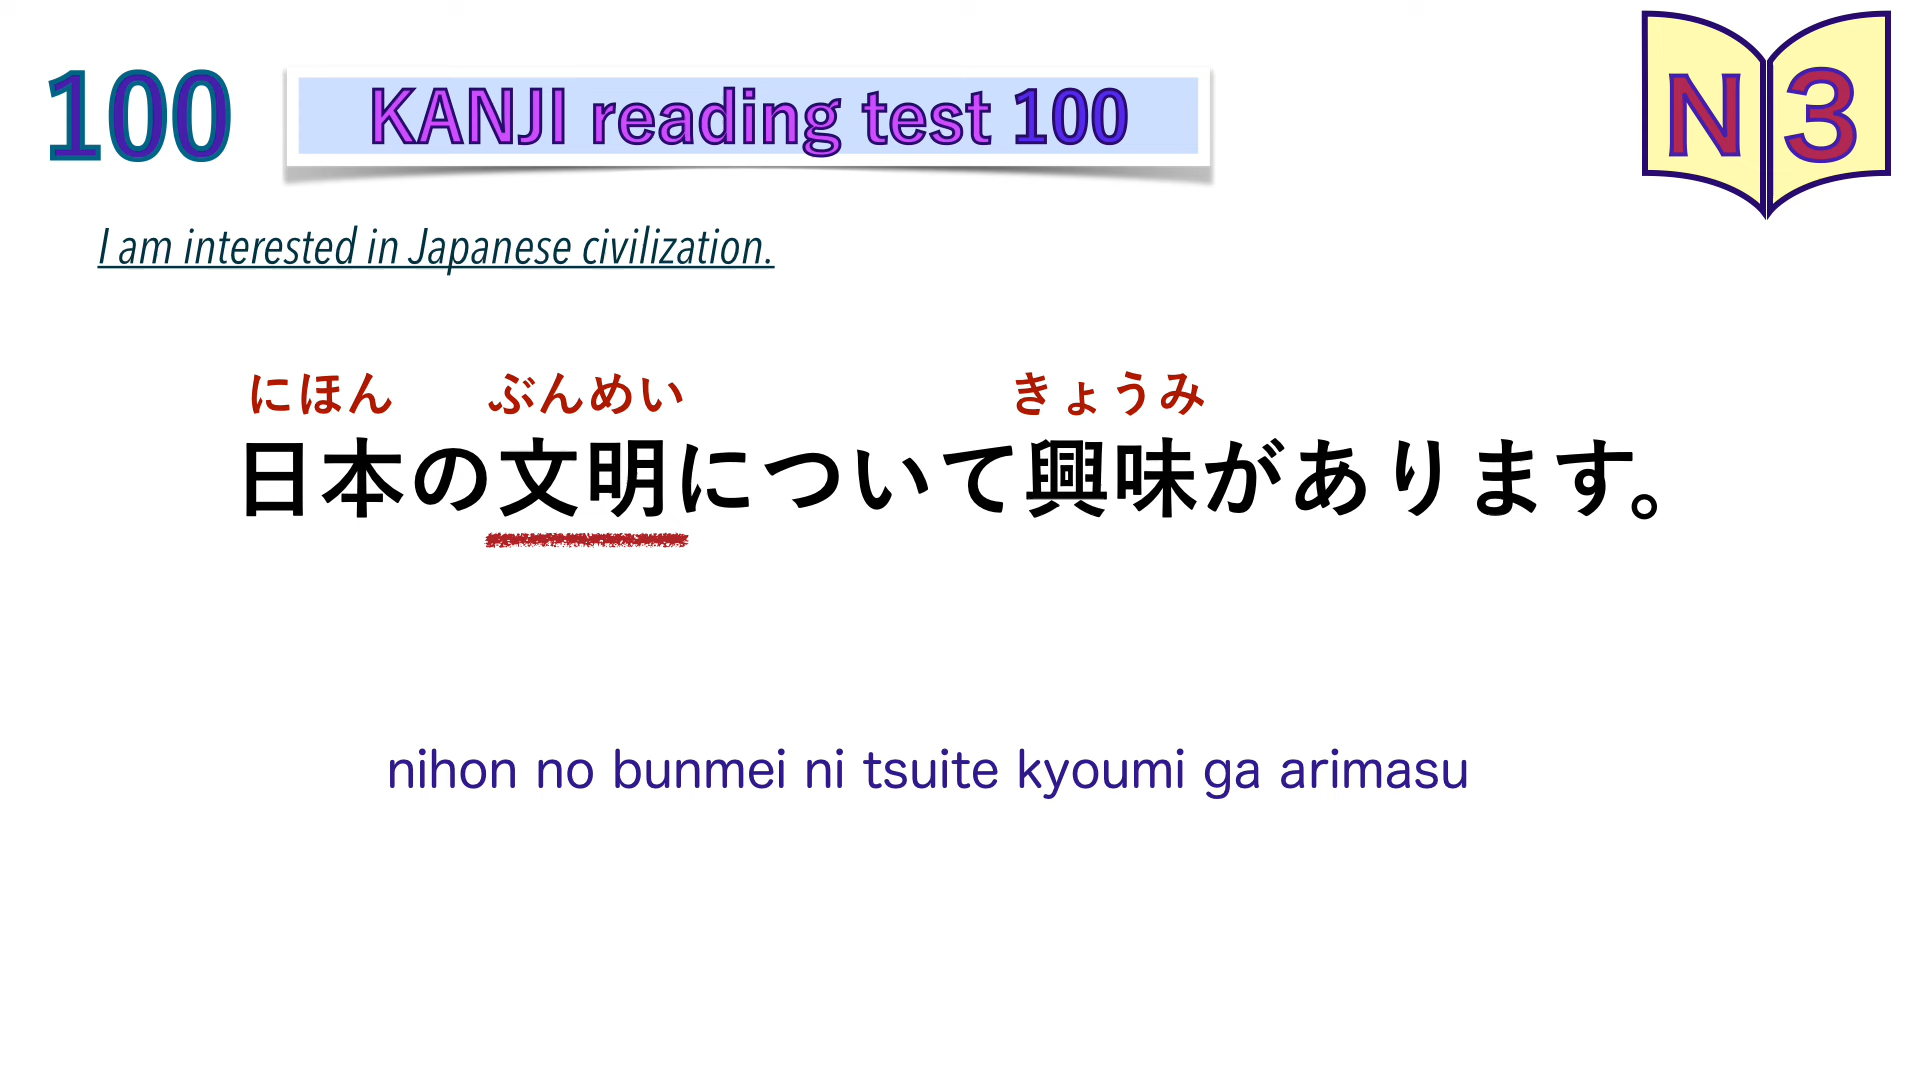 100
KANJI reading test 100
N3
I am interested in Japanese civilization.
にほん ぶんめい きょうみ
日本の文明について興味があります。
nihon no bunmei ni tsuite kyoumi ga arimasu